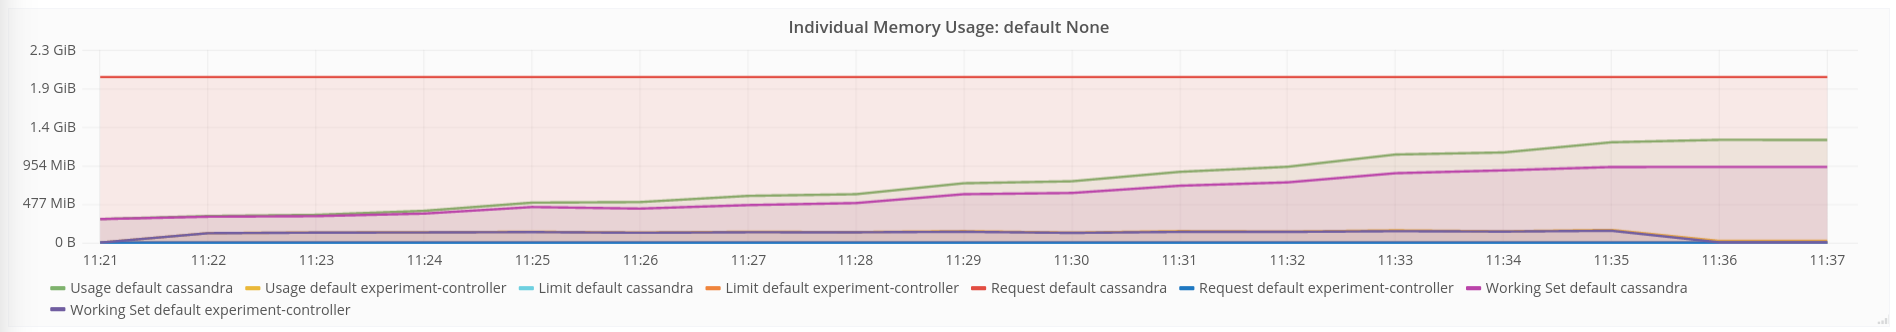 Individual Memory Usage: default None
2.3 GiB
1.9 GiB
1.4 GiB
954 MiB
477 MiB
0 B
11:21 11:22 11:23 11:24 11:25 11:26 11:27 11:28 11:29 11:30 11:31 11:32 11:33 11:34 11:35 11:36 11:37
Usage default cassandra Usage default experiment-controller Limit default cassandra Limit default experiment-controller Request default cassandra Request default experiment-controller Working Set default cassandra
Working Set default experiment-controller